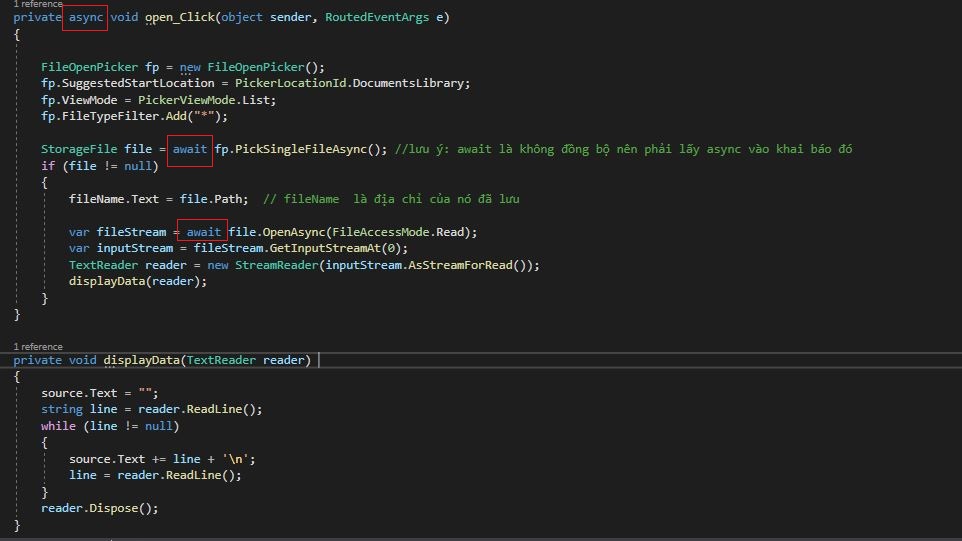 1 reference
private async void open_Click(object sender, RoutedEventArgs e)
{
FileOpenPicker fp = new FileOpenPicker();
fp.SuggestedStartLocation = PickerLocationId.DocumentsLibrary;
fp.ViewMode = PickerViewMode.List;
fp.FileTypeFilter.Add("*");
StorageFile file = await fp.PickSingleFileAsync(); //lưu ý: await là không đồng bộ nên phải lấy async vào khai báo đó
if (file != null)
{
fileName.Text = file.Path; // fileName là địa chỉ của nó đã lưu
var fileStream = await file.OpenAsync(FileAccessMode.Read);
var inputStream = fileStream.GetInputStreamAt(0);
TextReader reader = new StreamReader(inputStream.AsStreamForRead());
displayData(reader);
}
}
1 reference
private void displayData(TextReader reader)
{
source.Text = "";
string line = reader.ReadLine();
while (line != null)
{
source.Text += line + '\n';
line = reader.ReadLine();
}
reader.Dispose();
}